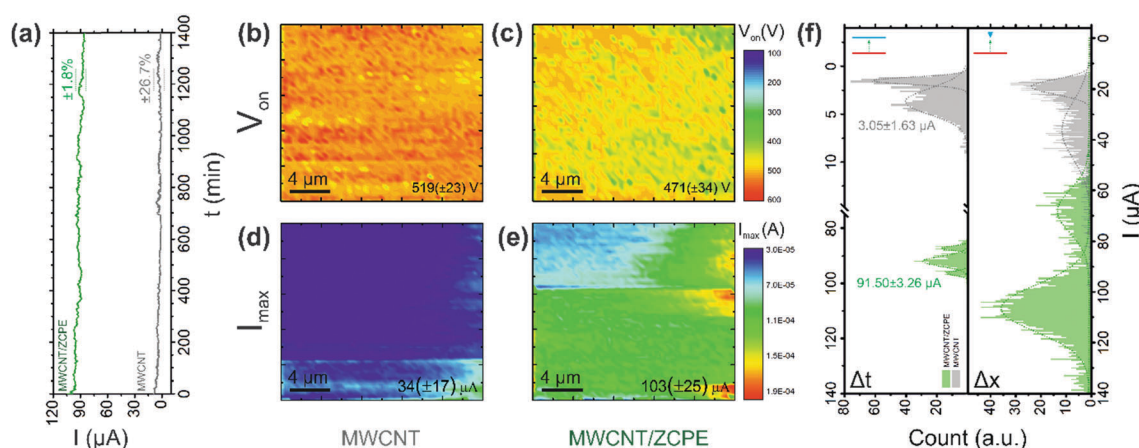 (a)
1400
1200
1000
800
600
400
200
0
t (min)
±1.8%
±26.7%
MWCNT/ZCPE
MWCNT
120
90
60
30
0
I (µA)
(b)
V_on
4 µm
519(±23) V
(c)
4 µm
471(±34) V
V_on(V)
100
200
300
400
500
600
(d)
I_max
4 µm
34(±17) µA
MWCNT
(e)
4 µm
103(±25) µA
MWCNT/ZCPE
I_max(A)
3.0E-05
7.0E-05
1.1E-04
1.5E-04
1.9E-04
(f)
0
5
10
60
80
100
120
140
3.05±1.63 µA
91.50±3.26 µA
MWCNT/ZCPE
MWCNT
Δt
Δx
80
60
40
20
40
20
0
Count (a.u.)
0
20
40
60
80
100
120
140
I (µA)